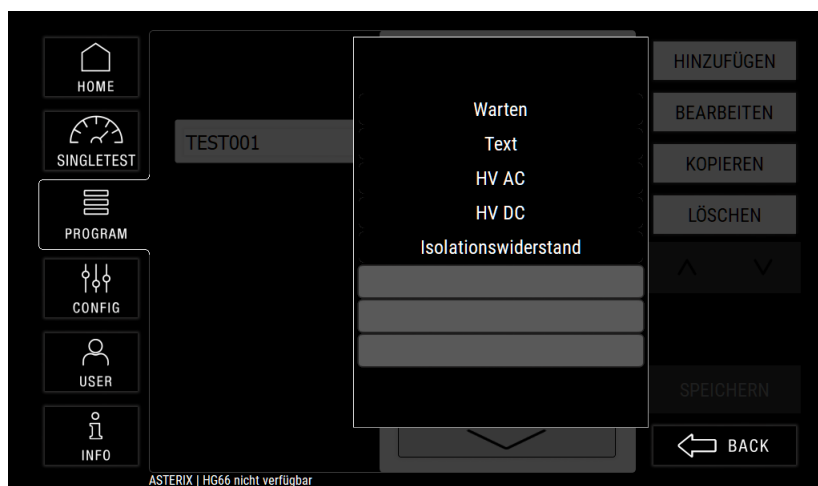 HOME
SINGLETEST
PROGRAM
CONFIG
USER
INFO
TEST001
Warten
Text
HV AC
HV DC
Isolationswiderstand
HINZUFÜGEN
BEARBEITEN
KOPIEREN
LÖSCHEN
SPEICHERN
BACK
ASTERIX | HG66 nicht verfügbar